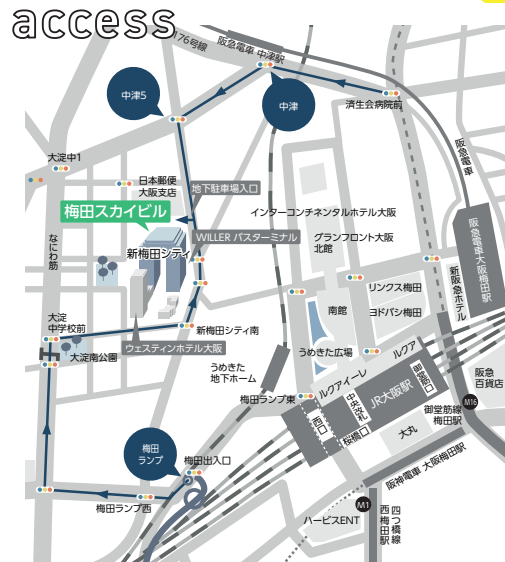 access
176号線
阪急電車 中津駅
中津5
中津
済生会病院前
大淀中1
日本郵便
大阪支店
地下駐車場入口
阪急電車
梅田スカイビル
インターコンチネンタルホテル大阪
WILLER バスターミナル
グランフロント大阪
北館
新梅田シティ
なにわ筋
阪急電車大阪梅田駅
新阪急ホテル
リンクス梅田
ヨドバシ梅田
南館
大淀
中学校前
新梅田シティ南
大淀南公園
ウェスティンホテル大阪
うめきた広場
うめきた
地下ホーム
ルクア
ルクアイーレ
梅田ランプ東
JR大阪駅
中央改札
御堂筋口
西口
桜橋口
阪急
百貨店
M16
御堂筋線
梅田駅
大丸
梅田
ランプ
梅田出入口
阪神電車 大阪梅田駅
梅田ランプ西
M1
ハービスENT
四つ橋線
西梅田駅